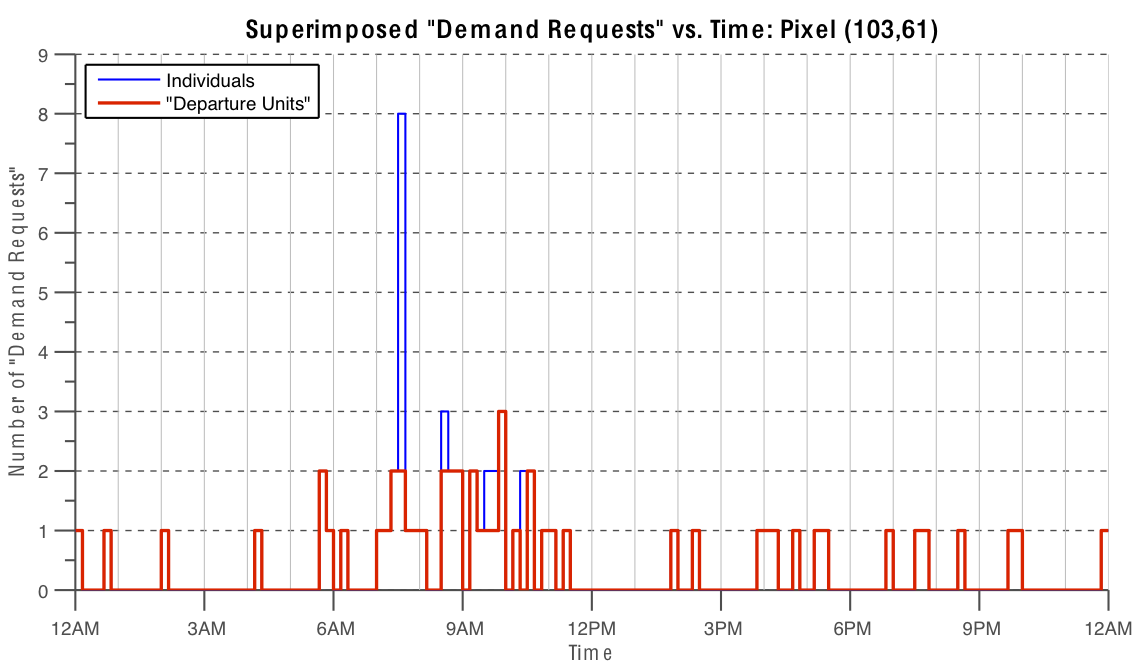 Superimposed "Demand Requests" vs. Time: Pixel (103,61)
Individuals
"Departure Units"
Number of "Demand Requests"
9
8
7
6
5
4
3
2
1
0
12AM 3AM 6AM 9AM 12PM 3PM 6PM 9PM 12AM
Time